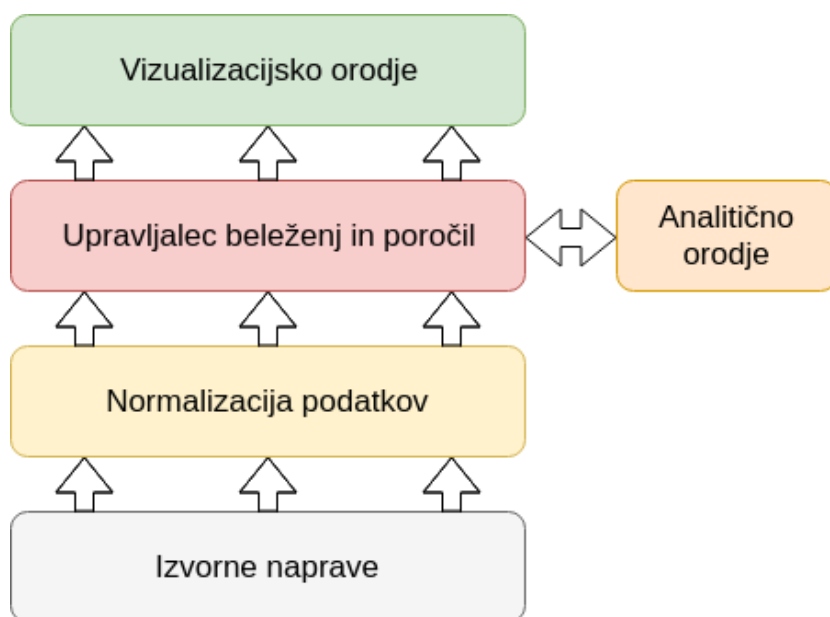 Vizualizacijsko orodje
Upravljalec beleženj in poročil
Analitično
orodje
Normalizacija podatkov
Izvorne naprave